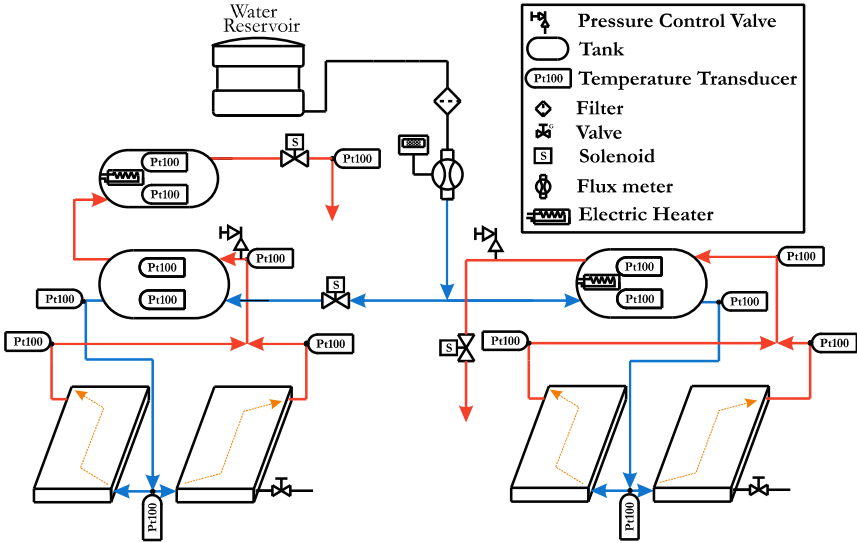 Water
Reservoir
Pressure Control Valve
Tank
Pt100
Temperature Transducer
Filter
G
Valve
S
Solenoid
Flux meter
Electric Heater
S
Pt100
Pt100
Pt100
Pt100
Pt100
Pt100
Pt100
S
Pt100
Pt100
Pt100
Pt100
Pt100
Pt100
Pt100
S
Pt100
Pt100
Pt100
Pt100